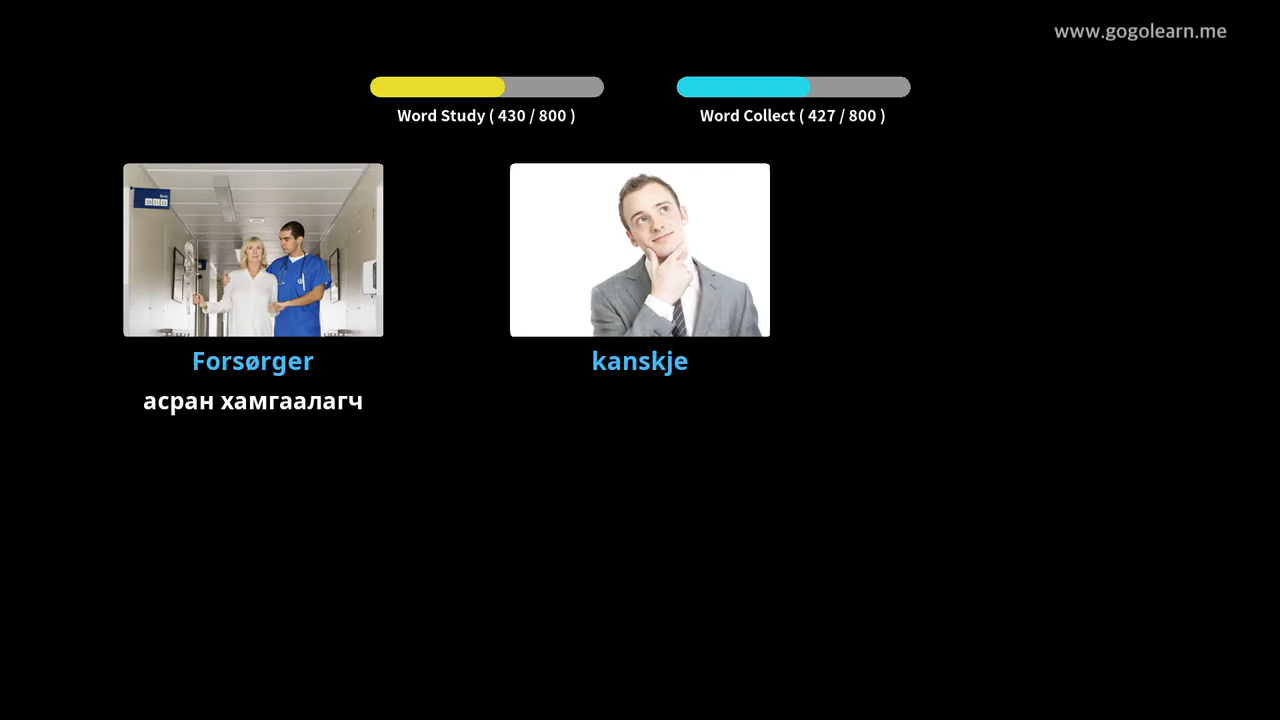 www.gogolearn.me
Word Study ( 430 / 800 )
Word Collect ( 427 / 800 )
Forsørger
асран хамгаалагч
kanskje